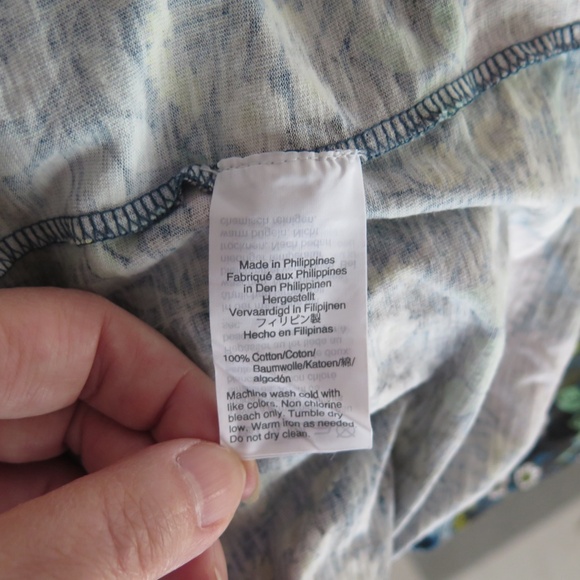 Made in Philippines
Fabriqué aux Philippines
in Den Philippinen
Hergestellt
Vervaardigd in Filipijnen
フィリピン製
Hecho en Filipinas
100% Cotton/Coton/
Baumwolle/Katoen/綿/
algodón
Machine wash cold with
like colors. Non chlorine
bleach only. Tumble dry
low. Warm iron as needed
Do not dry clean.